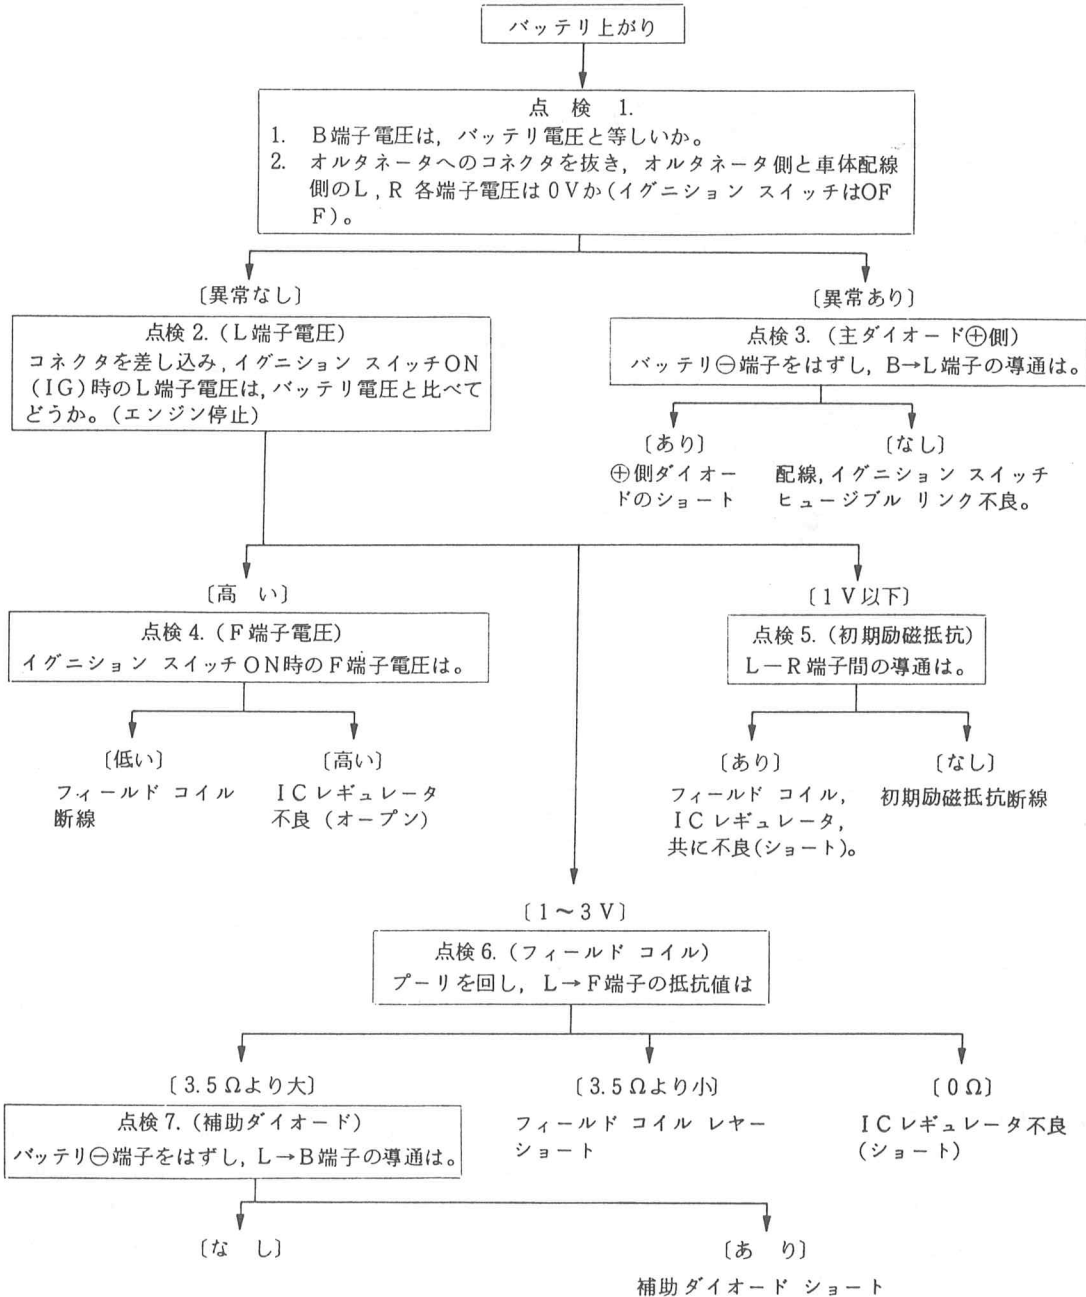 バッテリ上がり
点 検 1.
1. B端子電圧は, バッテリ電圧と等しいか。
2. オルタネータへのコネクタを抜き, オルタネータ側と車体配線
側のL, R 各端子電圧は0Vか(イグニション スイッチはOF
F)。
〔異常なし〕
〔異常あり〕
点検2. (L端子電圧)
コネクタを差し込み, イグニション スイッチON
(IG)時のL端子電圧は, バッテリ電圧と比べて
どうか。(エンジン停止)
点検3. (主ダイオード⊕側)
バッテリ⊖端子をはずし, B→L端子の導通は。
〔あり〕
⊕側ダイオー
ドのショート
〔なし〕
配線, イグニション スイッチ
ヒュージブル リンク不良。
〔高 い〕
点検4. (F端子電圧)
イグニション スイッチON時のF端子電圧は。
〔1V以下〕
点検5. (初期励磁抵抗)
L−R端子間の導通は。
〔低い〕
フィールド コイル
断線
〔高い〕
ICレギュレータ
不良 (オープン)
〔あり〕
フィールド コイル,
ICレギュレータ,
共に不良(ショート)。
〔なし〕
初期励磁抵抗断線
〔1〜3V〕
点検6. (フィールド コイル)
プーリを回し, L→F端子の抵抗値は
〔3.5Ωより大〕
点検7. (補助ダイオード)
バッテリ⊖端子をはずし, L→B端子の導通は。
〔3.5Ωより小〕
フィールド コイル レヤー
ショート
〔0Ω〕
ICレギュレータ不良
(ショート)
〔な し〕
〔あ り〕
補助ダイオード ショート